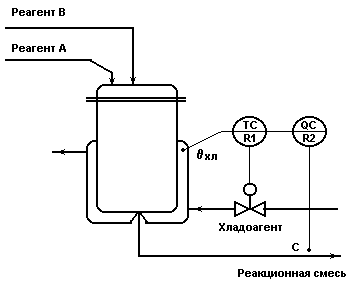 Реагент В
Реагент А
TC
R1
QC
R2
θхл
Хладоагент
С
Реакционная смесь